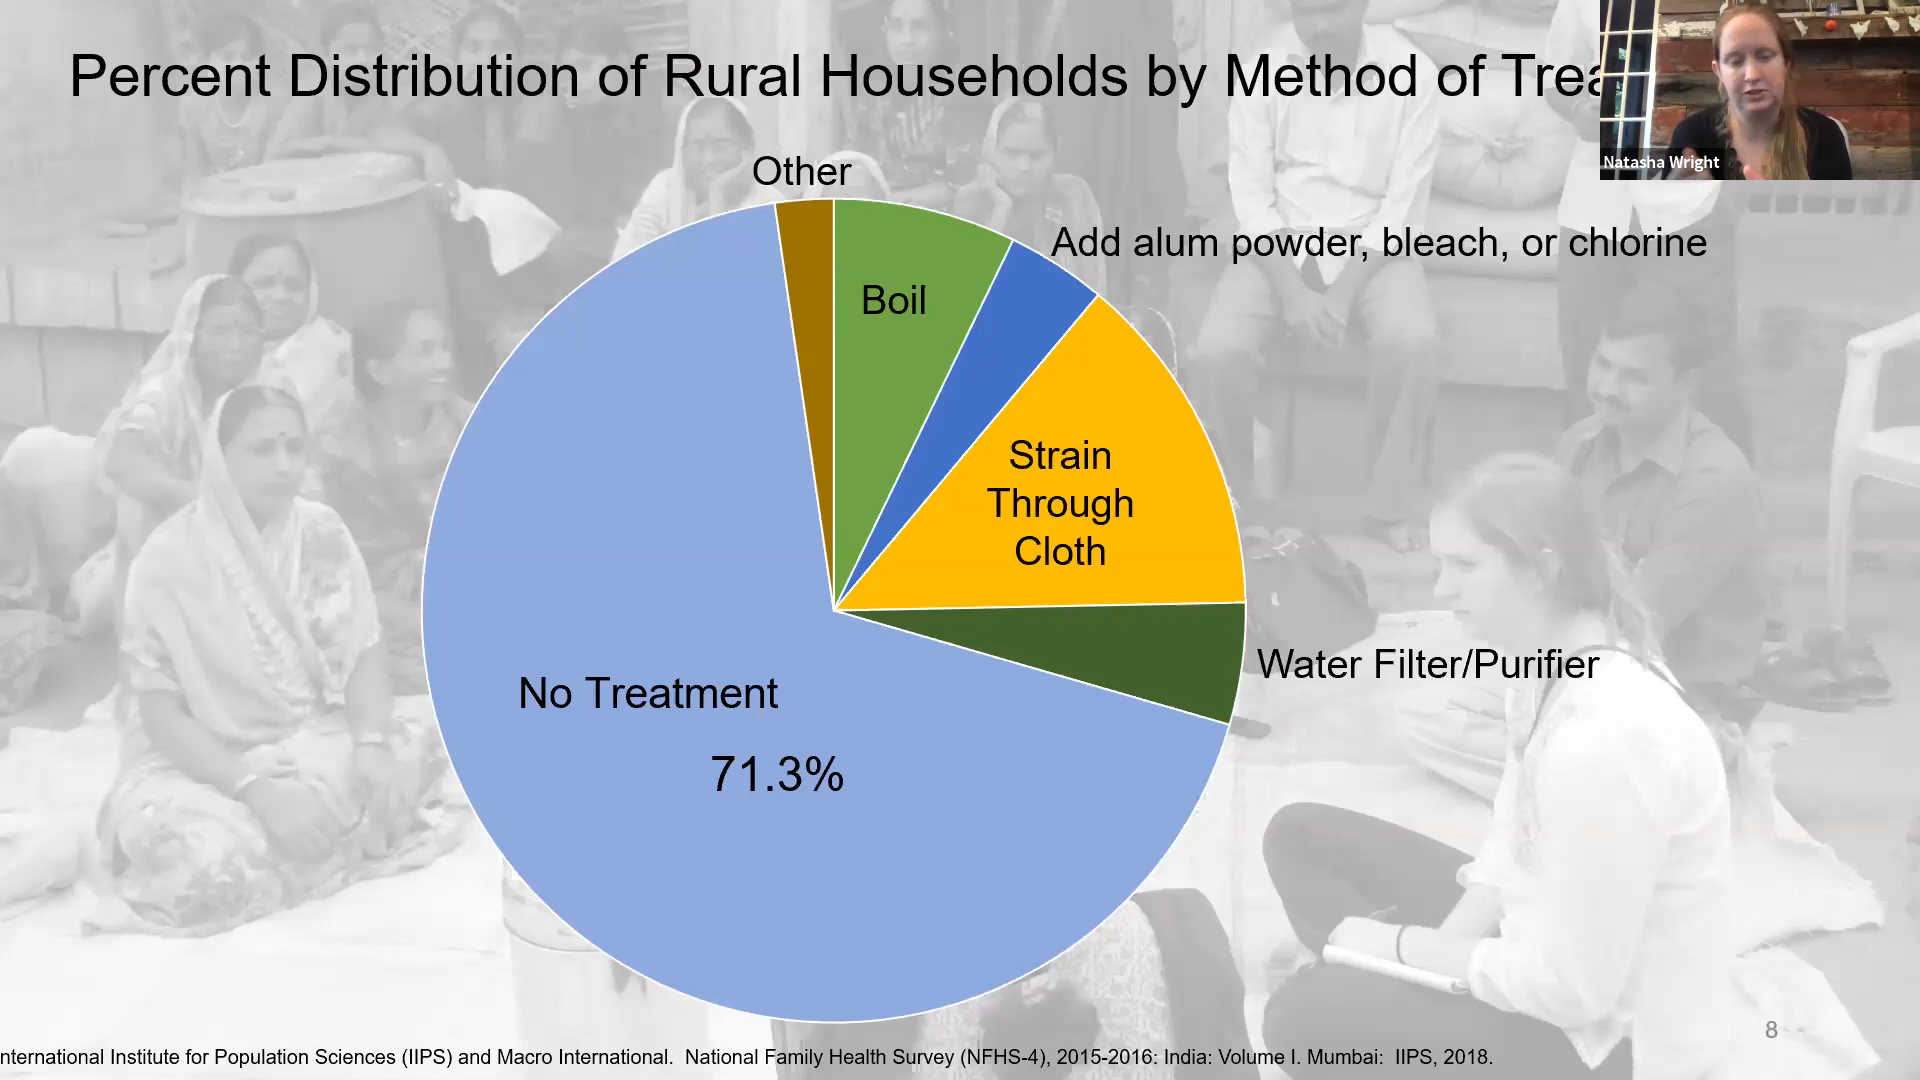 Percent Distribution of Rural Households by Method of Trea
Natasha Wright
Other
Add alum powder, bleach, or chlorine
Boil
Strain
Through
Cloth
Water Filter/Purifier
No Treatment
71.3%
8
nternational Institute for Population Sciences (IIPS) and Macro International. National Family Health Survey (NFHS-4), 2015-2016: India: Volume I. Mumbai: IIPS, 2018.